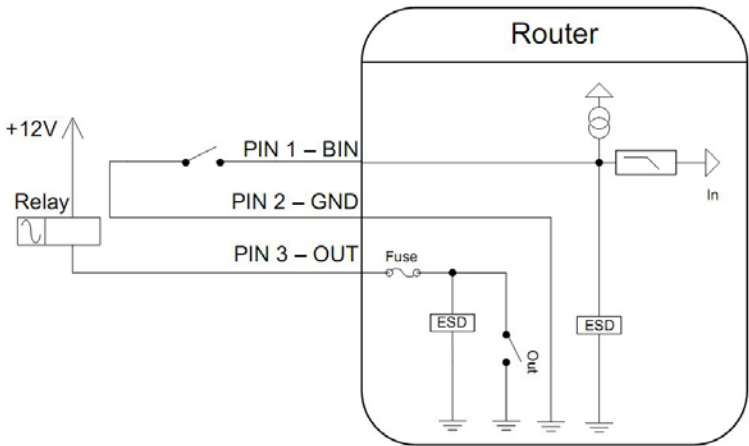 Router
+12V
PIN 1 – BIN
In
Relay
PIN 2 – GND
PIN 3 – OUT
Fuse
ESD
ESD
Out